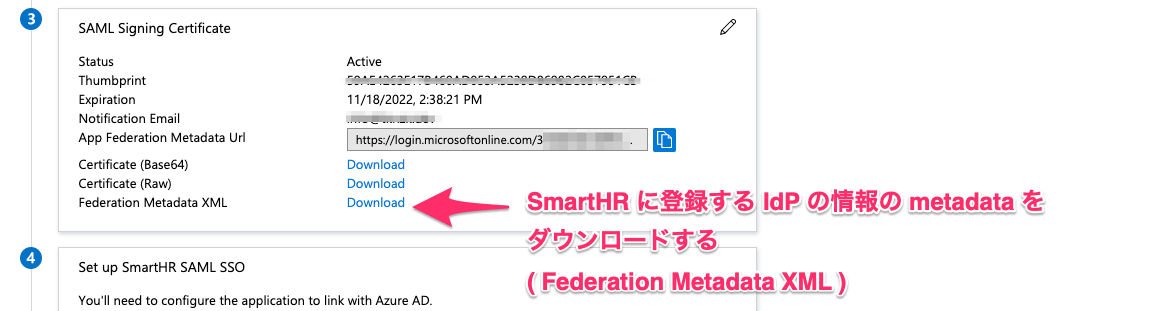 3
SAML Signing Certificate
Status Active
Thumbprint
Expiration 11/18/2022, 2:38:21 PM
Notification Email
App Federation Metadata Url https://login.microsoftonline.com/3
Certificate (Base64) Download
Certificate (Raw) Download
Federation Metadata XML Download
SmartHR に登録する IdP の情報の metadata を
ダウンロードする
( Federation Metadata XML )
4
Set up SmartHR SAML SSO
You'll need to configure the application to link with Azure AD.